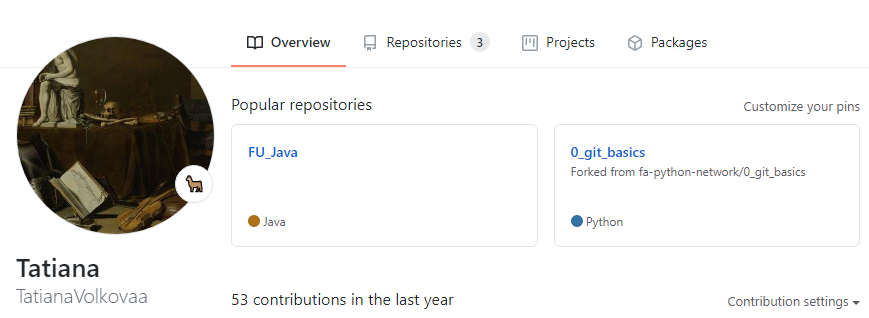 Overview Repositories 3 Projects Packages
Popular repositories Customize your pins
FU_Java
Java
0_git_basics
Forked from fa-python-network/0_git_basics
Python
Tatiana
TatianaVolkovaa
53 contributions in the last year Contribution settings